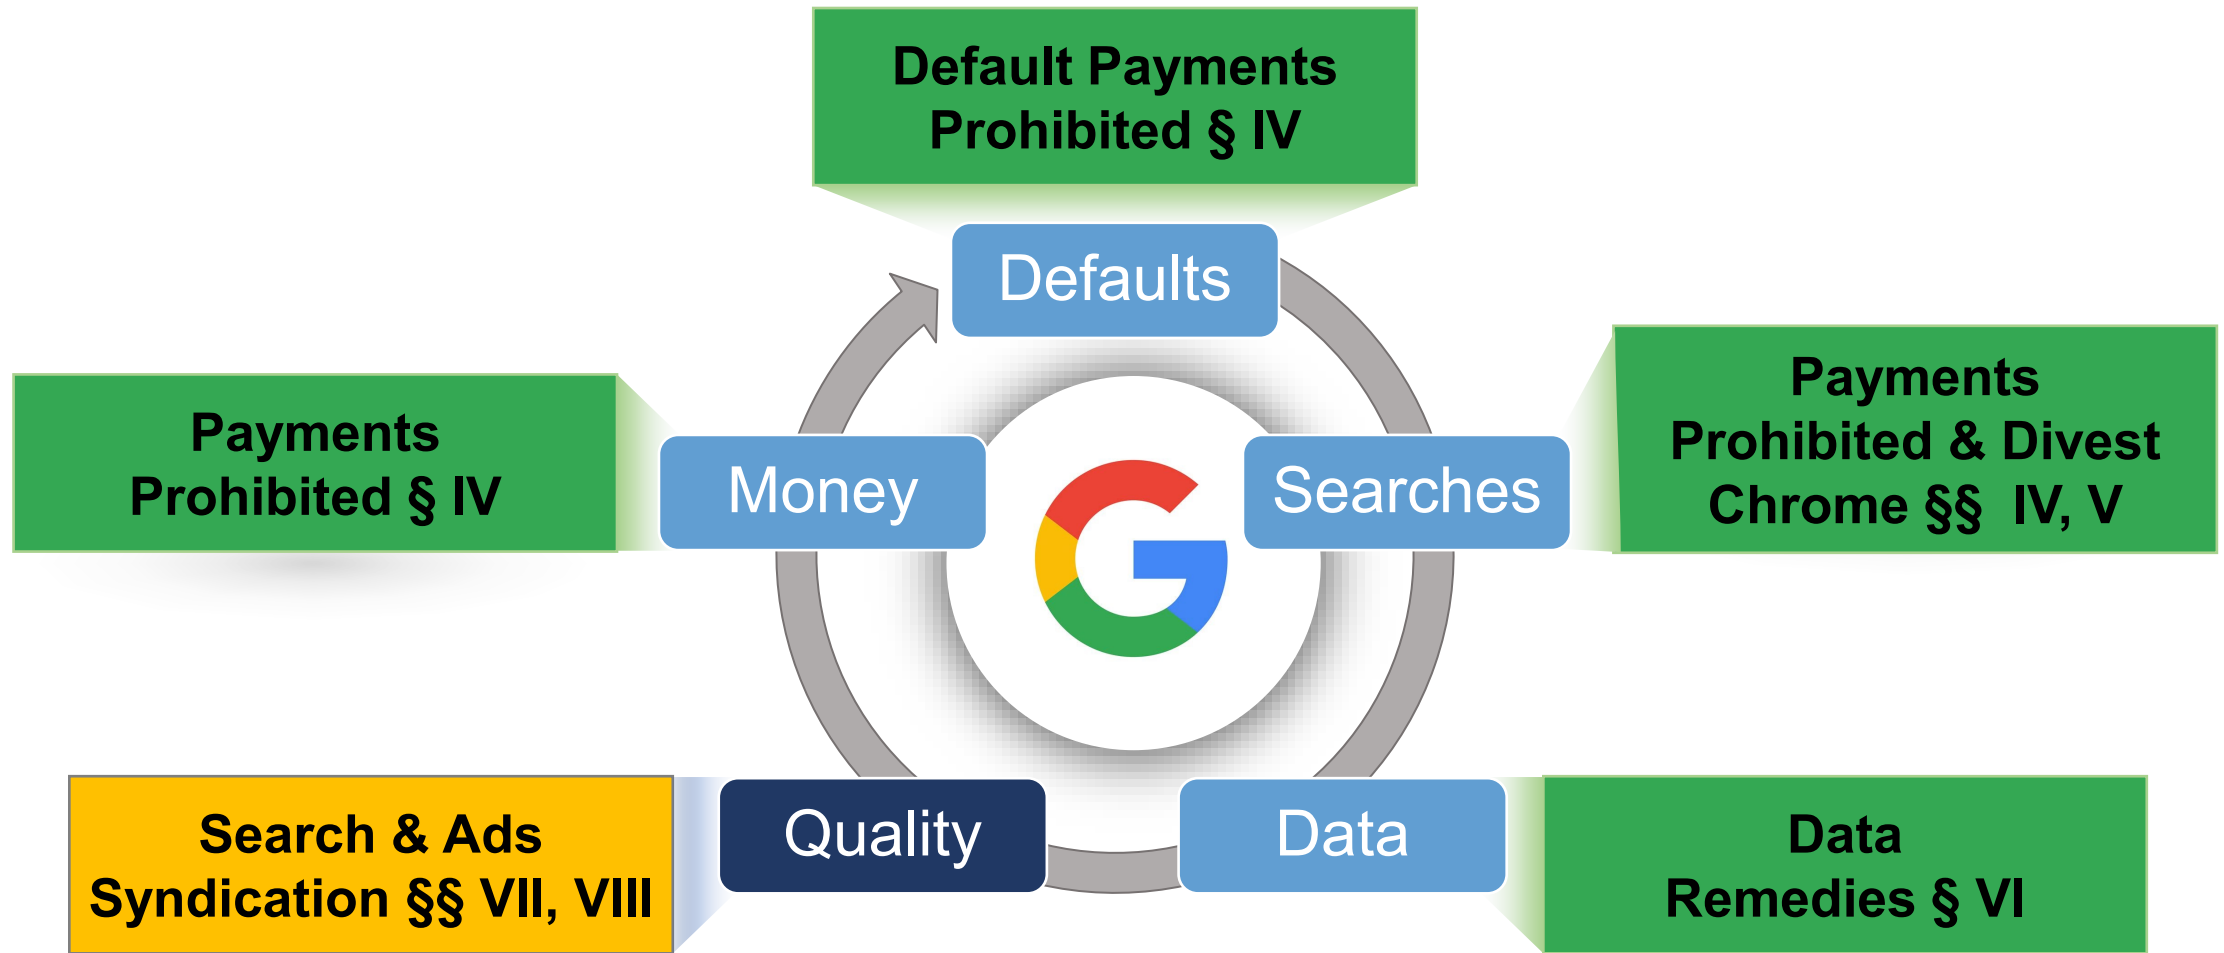 Default Payments
Prohibited § IV
Defaults
Payments
Prohibited & Divest
Chrome §§ IV, V
Searches
Data
Remedies § VI
Data
Quality
Search & Ads
Syndication §§ VII, VIII
Money
Payments
Prohibited § IV